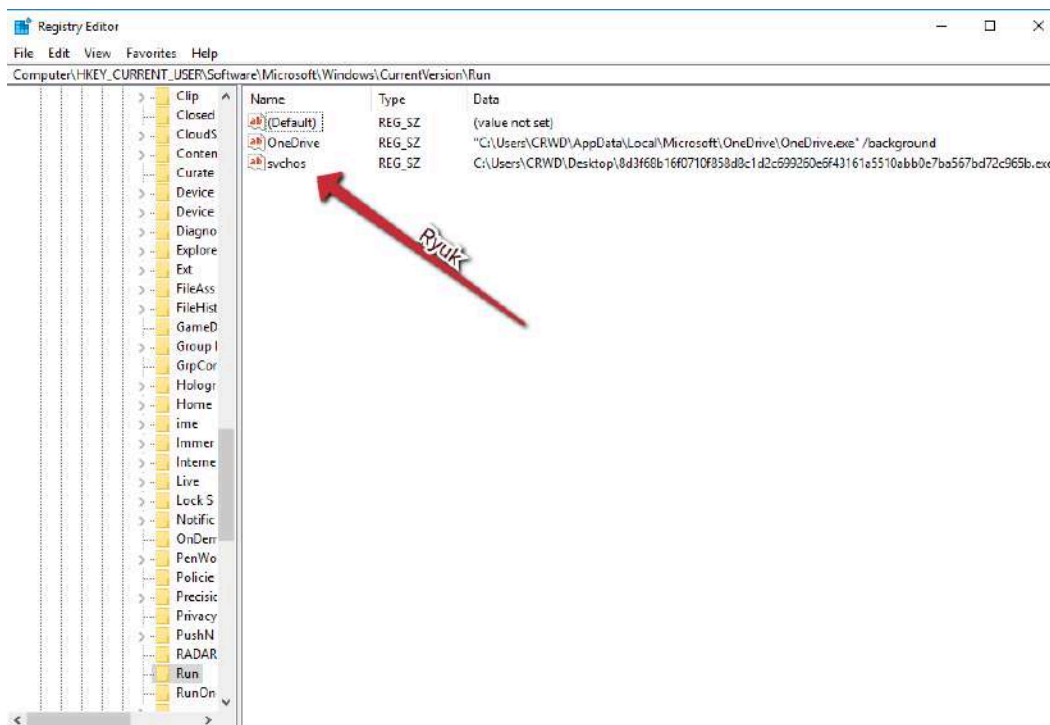 Registry Editor
File Edit View Favorites Help
Computer\HKEY_CURRENT_USER\Software\Microsoft\Windows\CurrentVersion\Run
Clip
Closed
CloudS
Conten
Curate
Device
Device
Diagno
Explore
Ext
FileAss
FileHist
GameD
Group
GrpCor
Hologr
Home
ime
Immer
Interne
Live
Lock S
Notific
OnDem
PenWo
Policie
Precisic
Privacy
PushN
RADAR
Run
RunOn
Name Type Data
ab (Default) REG_SZ (value not set)
ab OneDrive REG_SZ "C:\Users\CRWD\AppData\Local\Microsoft\OneDrive\OneDrive.exe" /background
ab svchos REG_SZ C:\Users\CRWD\Desktop\8d3f68b16f0710f858d8c1d2c699260e6f43161a5510abb0e7ba567bd72c965b.exe
Ryuk